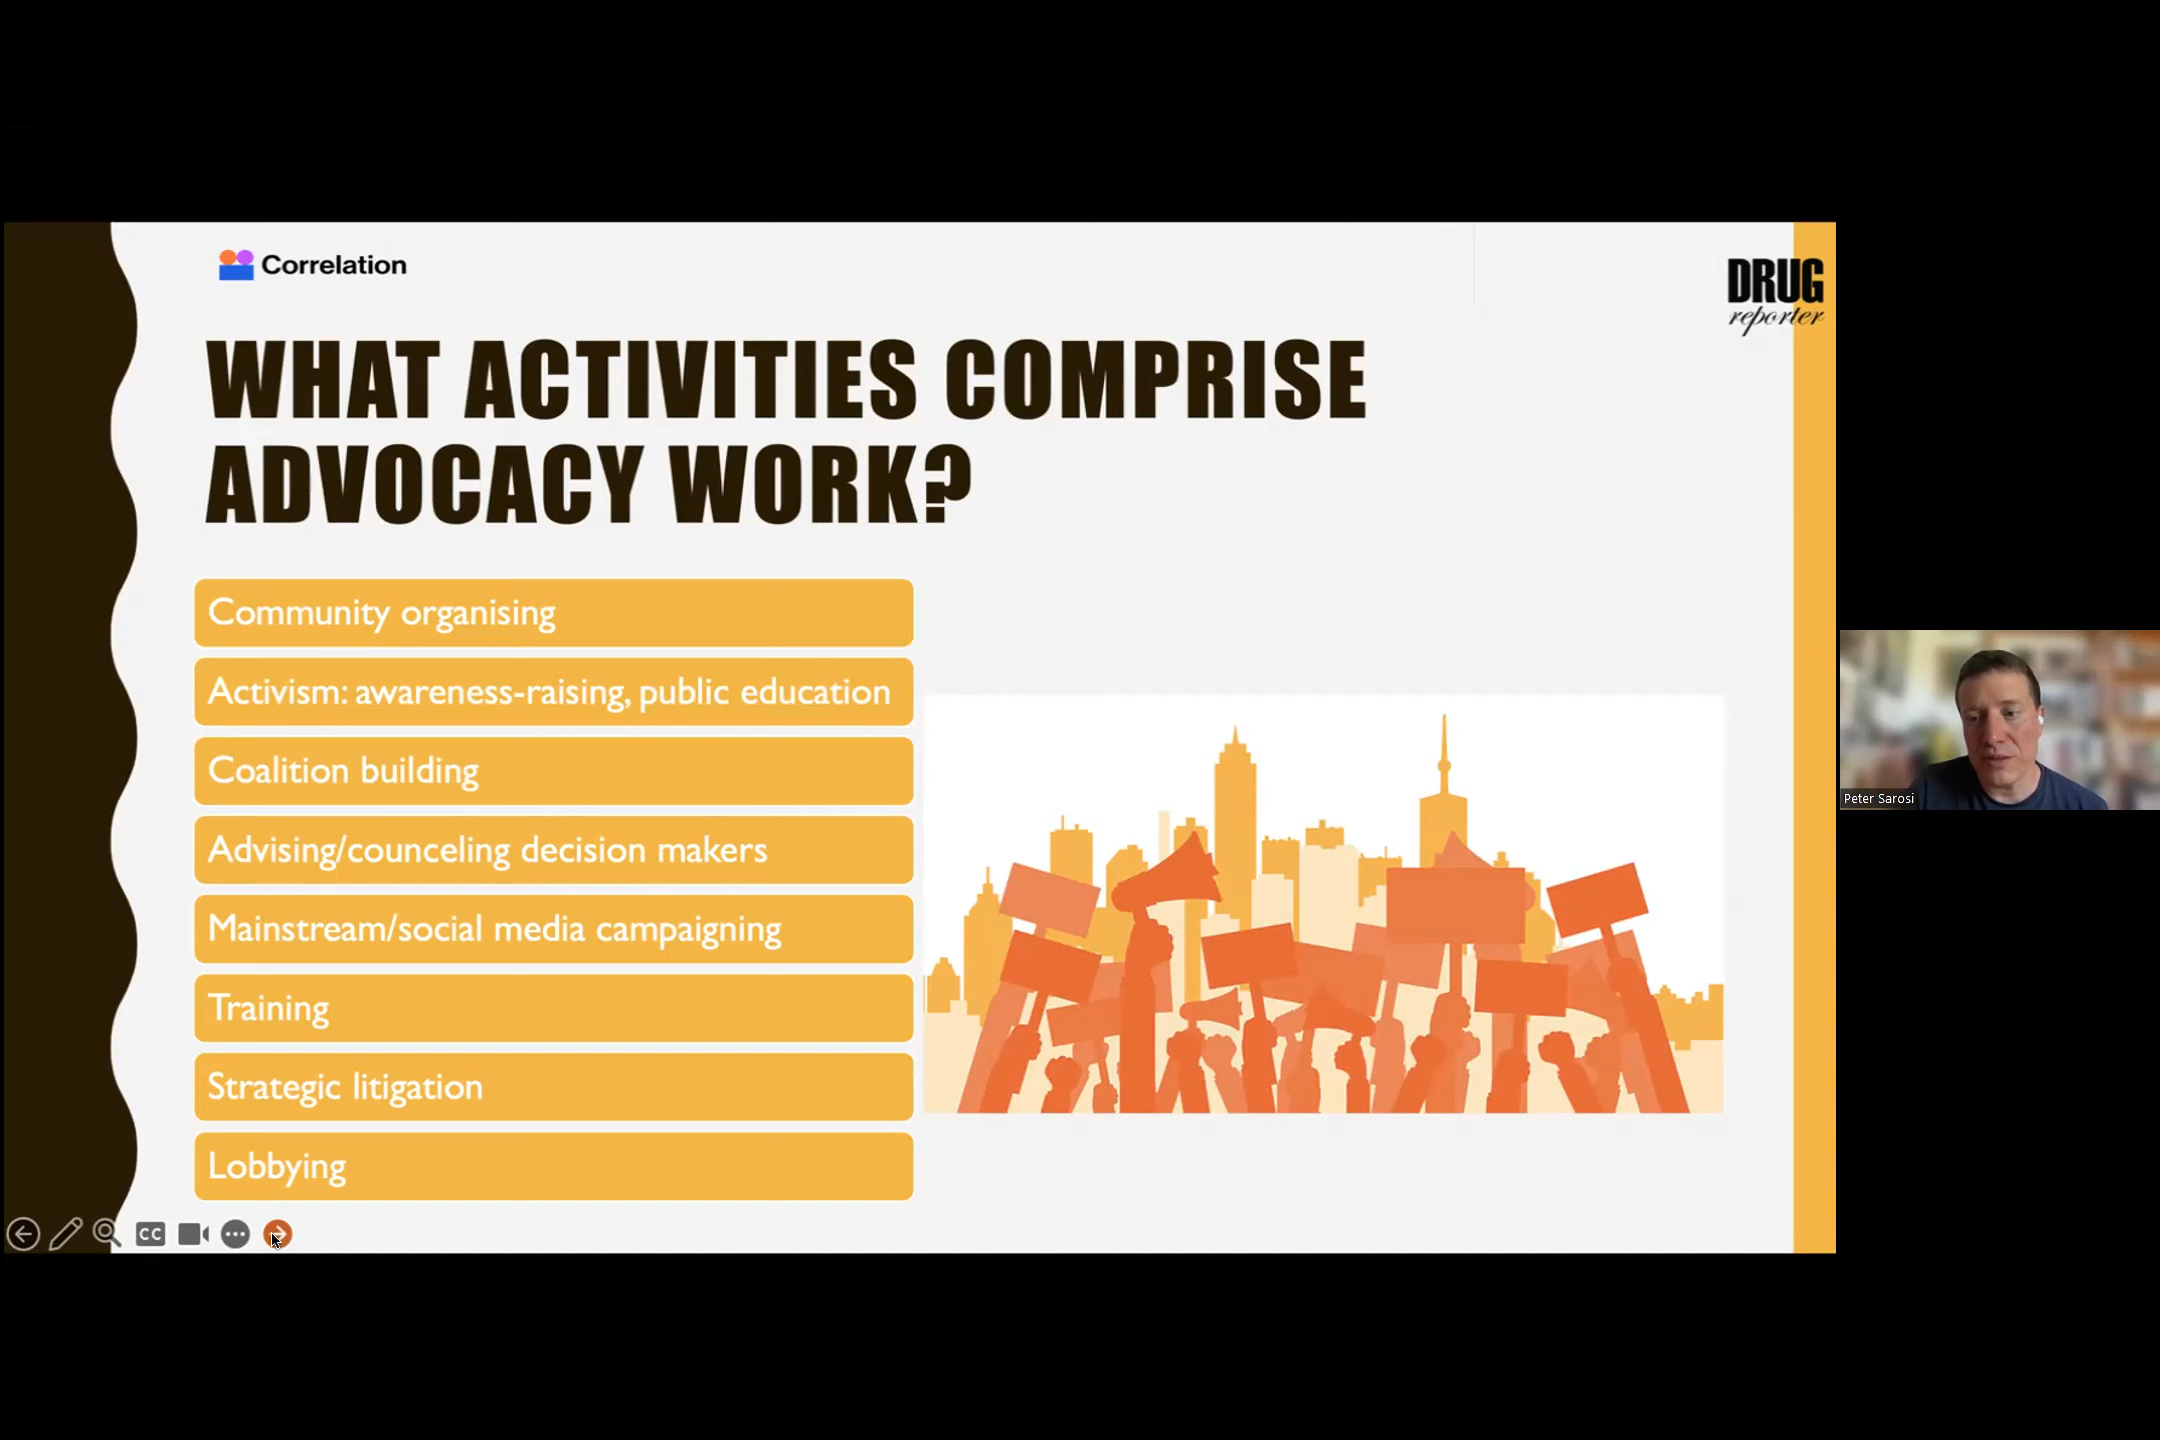 Correlation
DRUG
reporter
WHAT ACTIVITIES COMPRISE
ADVOCACY WORK?
Community organising
Activism: awareness-raising, public education
Coalition building
Advising/counceling decision makers
Mainstream/social media campaigning
Training
Strategic litigation
Lobbying
CC
Peter Sarosi